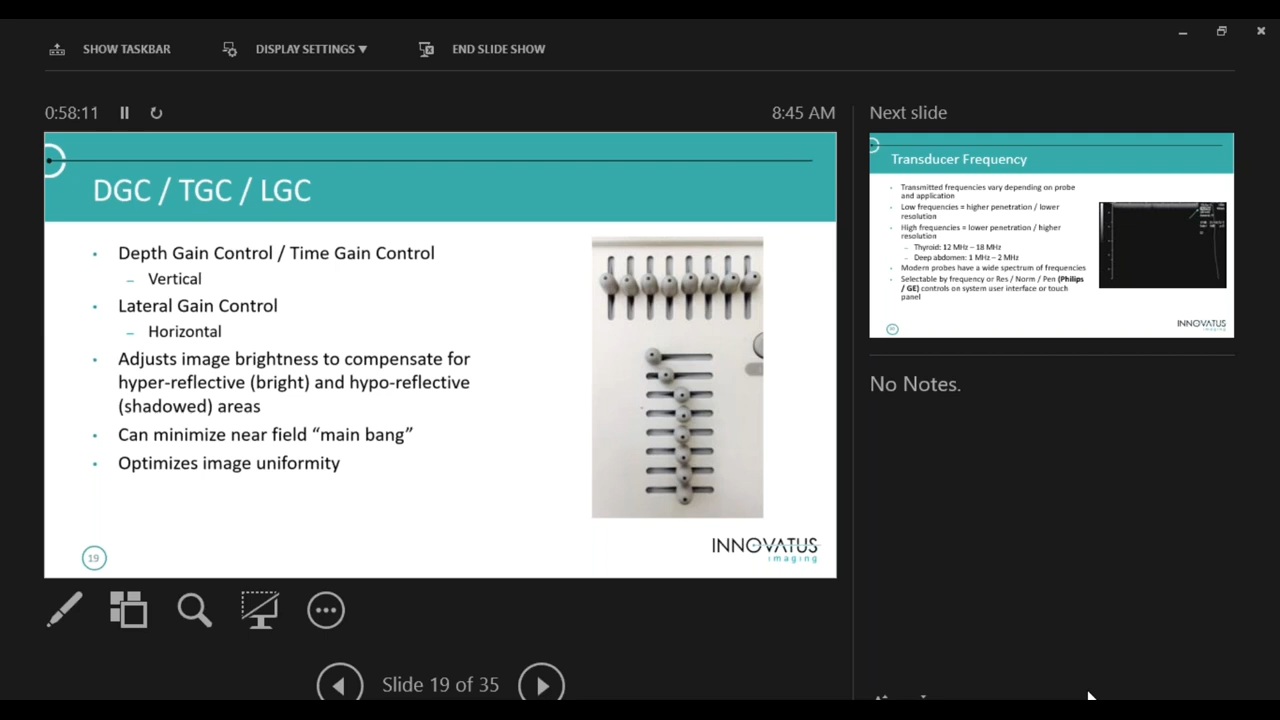 SHOW TASKBAR
DISPLAY SETTINGS ▼
END SLIDE SHOW
0:58:11
8:45 AM
DGC / TGC / LGC
• Depth Gain Control / Time Gain Control
– Vertical
• Lateral Gain Control
– Horizontal
• Adjusts image brightness to compensate for
hyper-reflective (bright) and hypo-reflective
(shadowed) areas
• Can minimize near field “main bang”
• Optimizes image uniformity
19
INNOVATUS
imaging
Slide 19 of 35
Next slide
Transducer Frequency
• Transmitted frequencies vary depending on probe
and application
• Low frequencies = higher penetration / lower
resolution
• High frequencies = lower penetration / higher
resolution
– Thyroid: 12 MHz – 18 MHz
– Deep abdomen: 1 MHz – 2 MHz
• Modern probes have a wide spectrum of frequencies
• Selectable by frequency or Res / Norm / Pen (Philips
/ GE) controls on system user interface or touch
panel
INNOVATUS
imaging
No Notes.